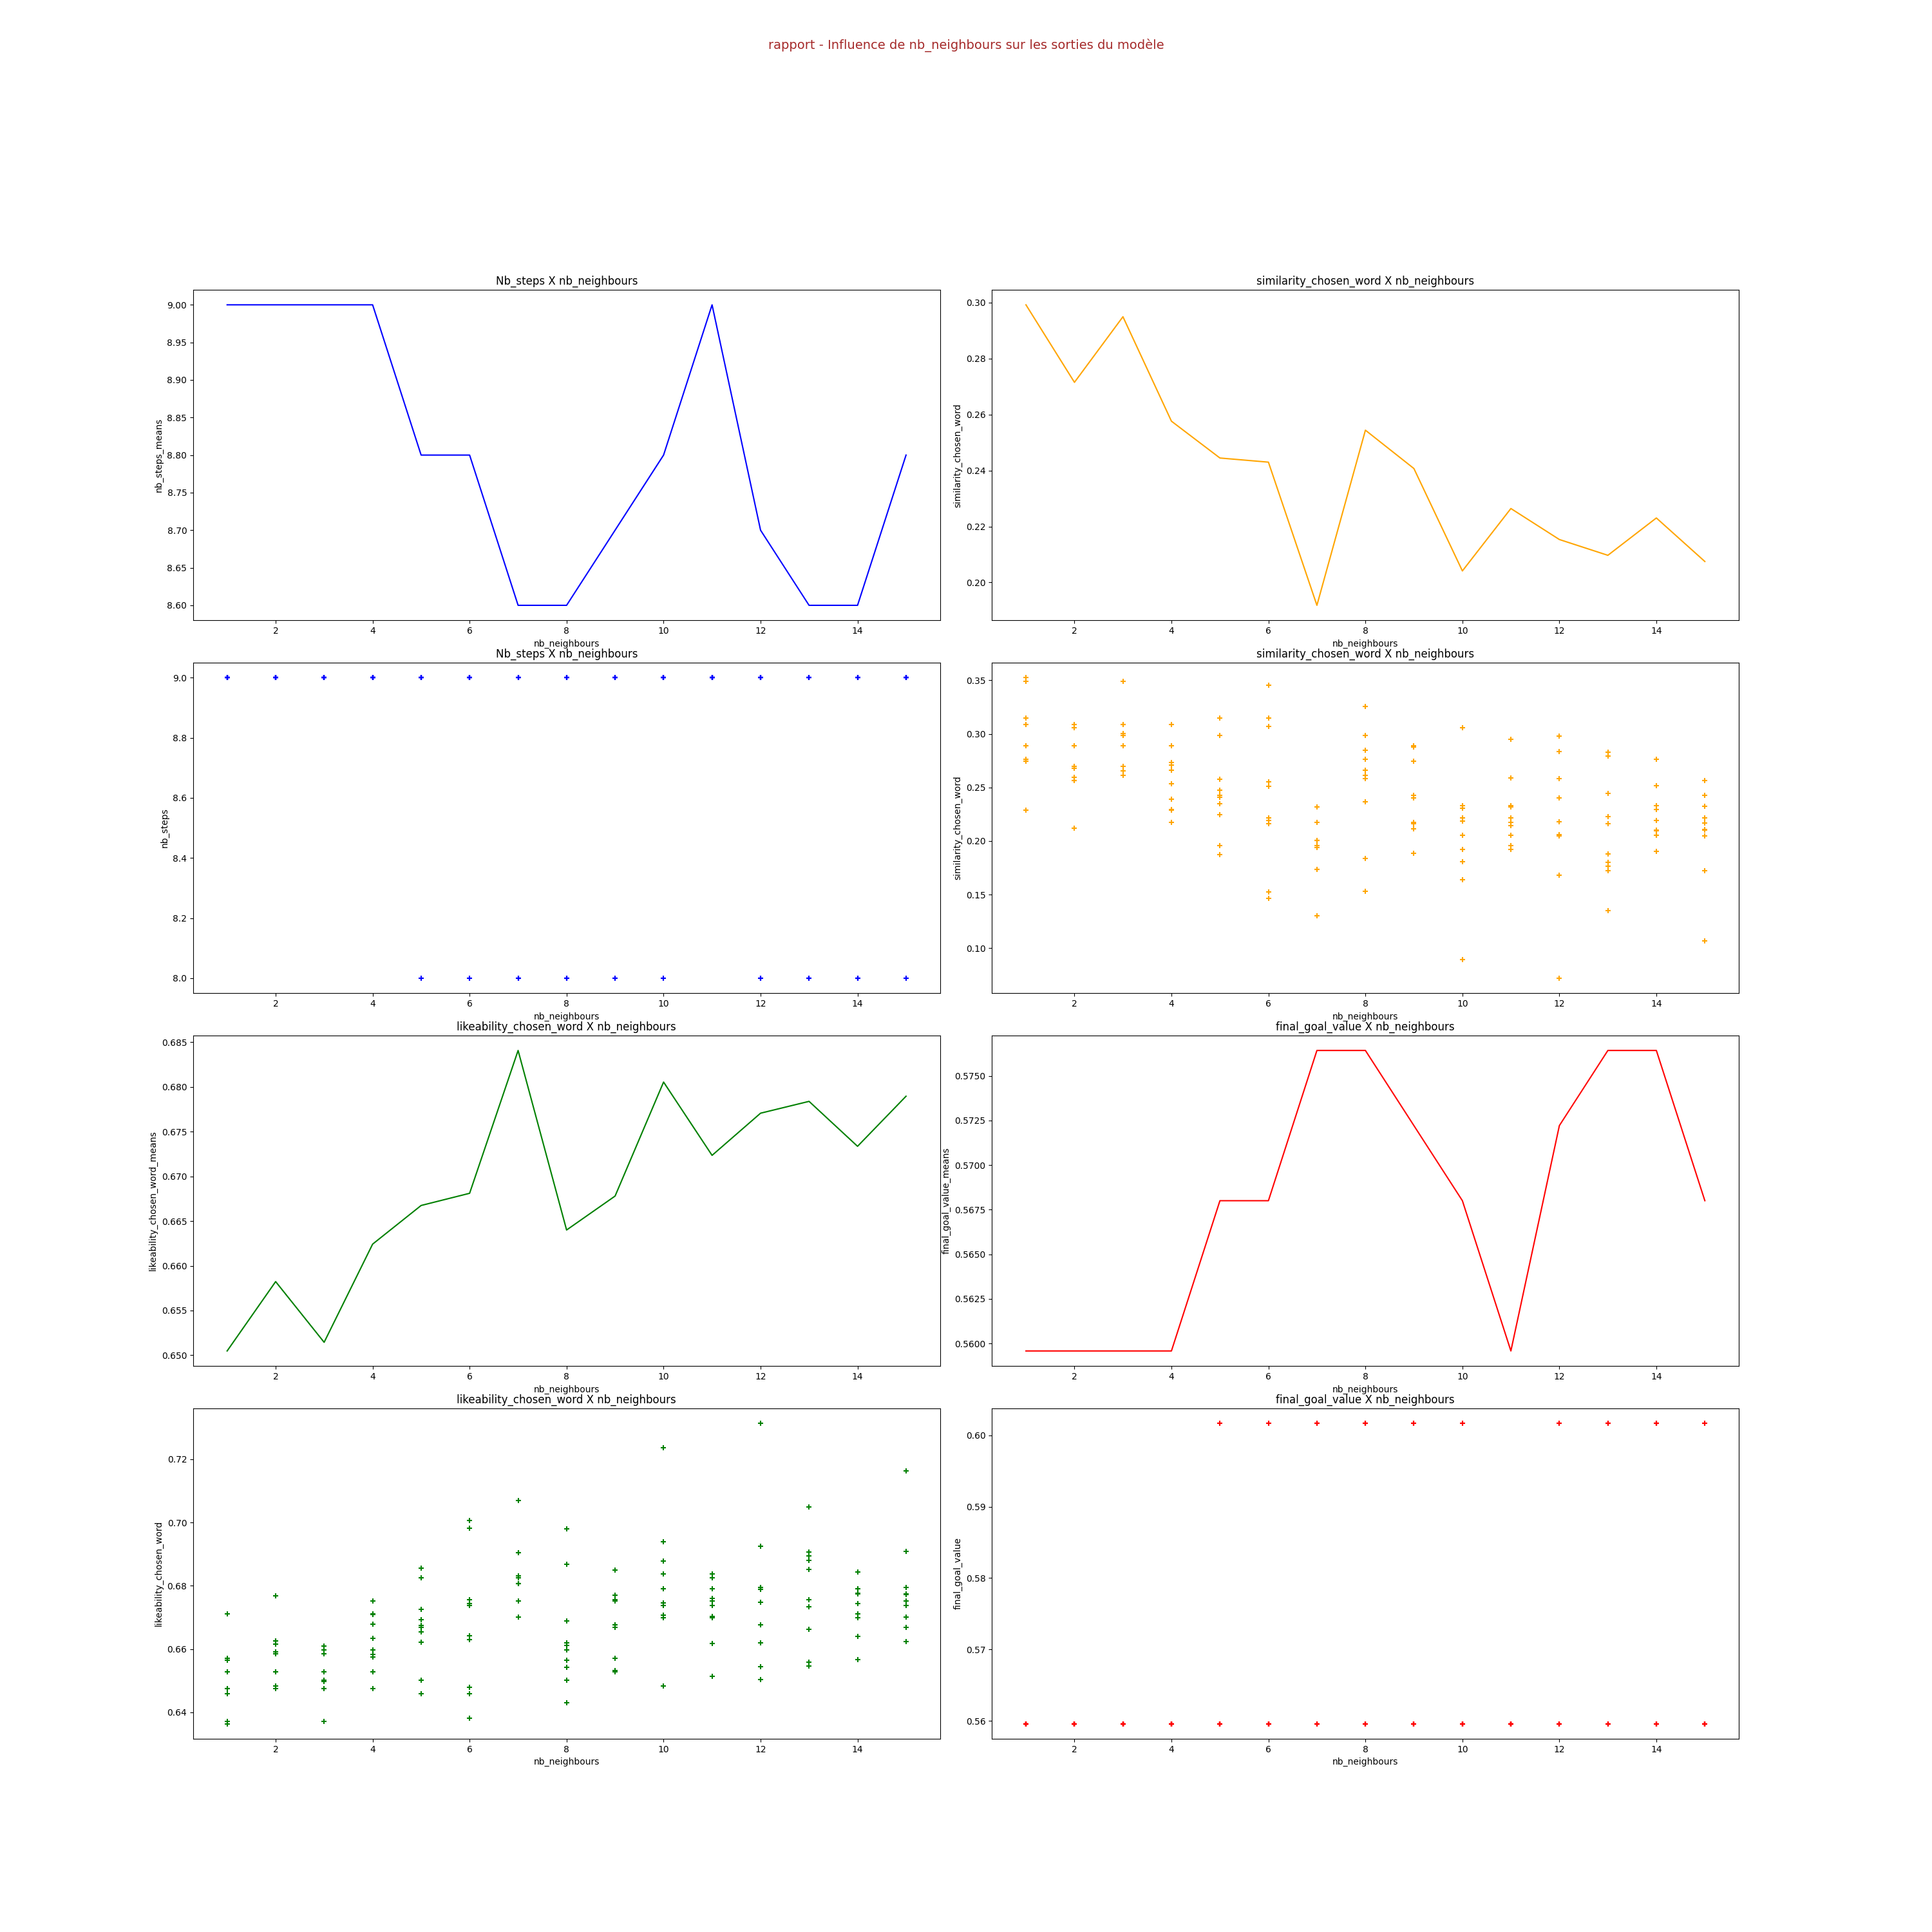 rapport - Influence de nb_neighbours sur les sorties du modèle
Nb_steps X nb_neighbours
9.00
8.95
8.90
8.85
8.80
8.75
8.70
8.65
8.60
nb_steps_means
2 4 6 8 10 12 14
nb_neighbours
similarity_chosen_word X nb_neighbours
0.30
0.28
0.26
0.24
0.22
0.20
similarity_chosen_word
2 4 6 8 10 12 14
nb_neighbours
Nb_steps X nb_neighbours
9.0
8.8
8.6
8.4
8.2
8.0
nb_steps
2 4 6 8 10 12 14
nb_neighbours
similarity_chosen_word X nb_neighbours
0.35
0.30
0.25
0.20
0.15
0.10
similarity_chosen_word
2 4 6 8 10 12 14
nb_neighbours
likeability_chosen_word X nb_neighbours
0.685
0.680
0.675
0.670
0.665
0.660
0.655
0.650
likeability_chosen_word_means
2 4 6 8 10 12 14
nb_neighbours
final_goal_value X nb_neighbours
0.5750
0.5725
0.5700
0.5675
0.5650
0.5625
0.5600
final_goal_value_means
2 4 6 8 10 12 14
nb_neighbours
likeability_chosen_word X nb_neighbours
0.72
0.70
0.68
0.66
0.64
likeability_chosen_word
2 4 6 8 10 12 14
nb_neighbours
final_goal_value X nb_neighbours
0.60
0.59
0.58
0.57
0.56
final_goal_value
2 4 6 8 10 12 14
nb_neighbours